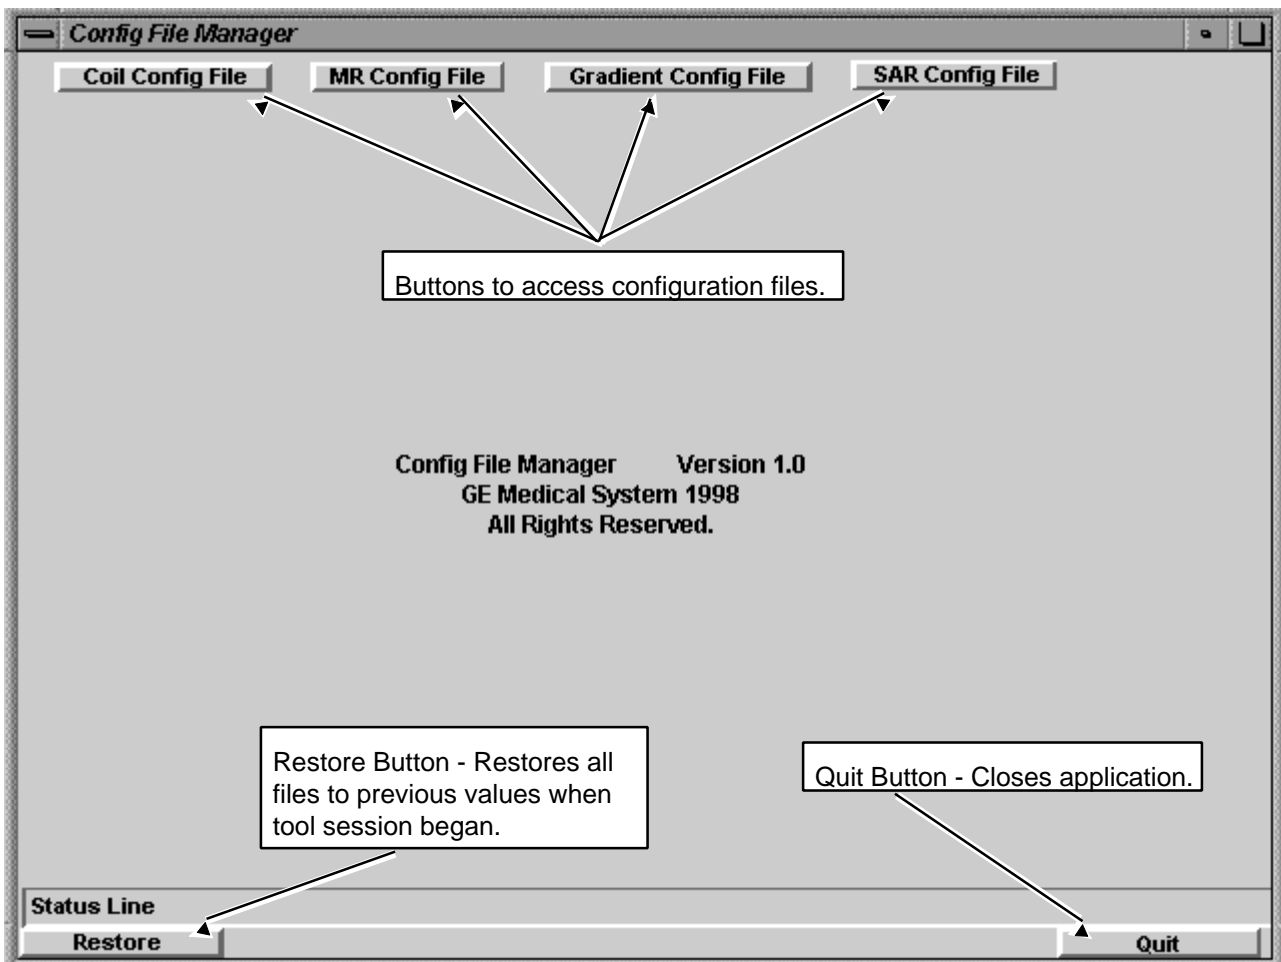 Config File Manager
Coil Config File MR Config File Gradient Config File SAR Config File
Buttons to access configuration files.
Config File Manager Version 1.0
GE Medical System 1998
All Rights Reserved.
Restore Button - Restores all
files to previous values when
tool session began.
Quit Button - Closes application.
Status Line
Restore Quit